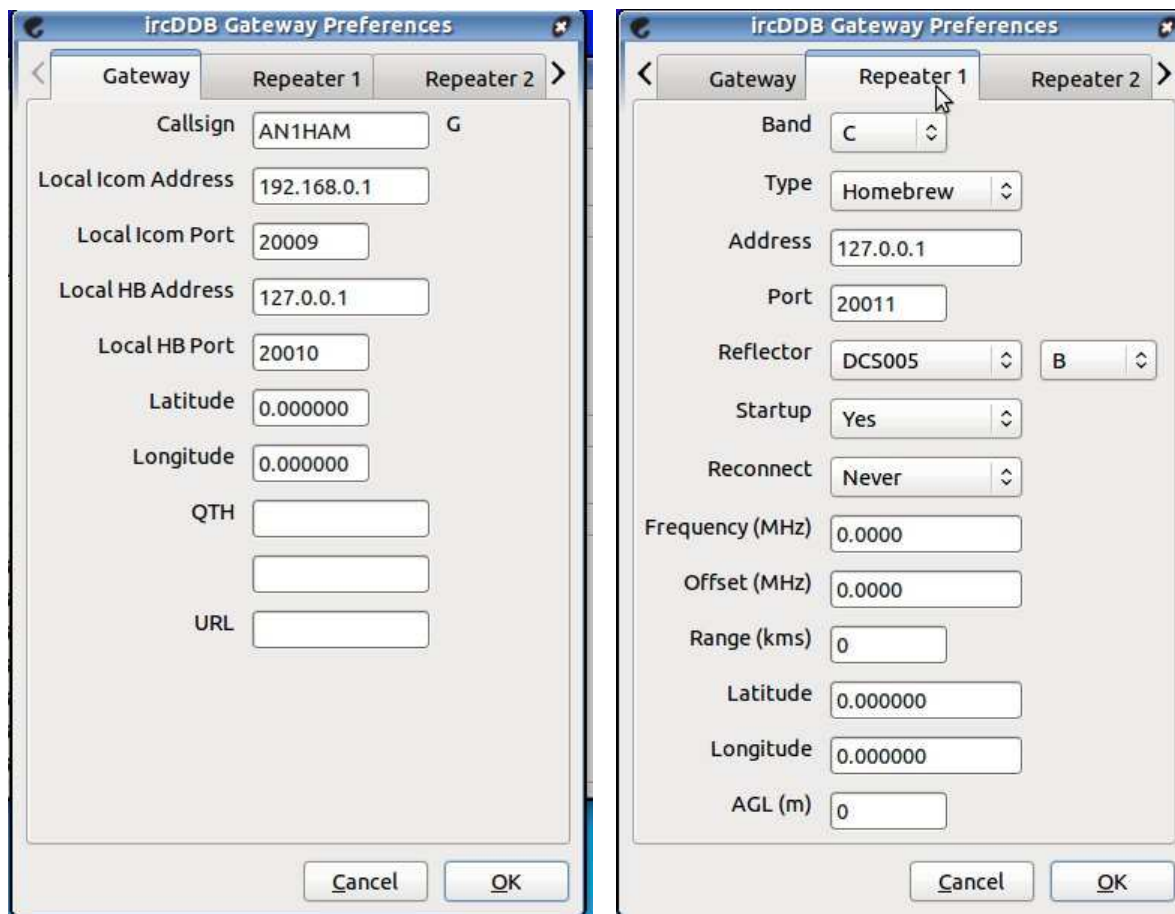 ircDDB Gateway Preferences
Gateway Repeater 1 Repeater 2
Callsign AN1HAM G
Local Icom Address 192.168.0.1
Local Icom Port 20009
Local HB Address 127.0.0.1
Local HB Port 20010
Latitude 0.000000
Longitude 0.000000
QTH
URL
Cancel OK
ircDDB Gateway Preferences
Gateway Repeater 1 Repeater 2
Band C
Type Homebrew
Address 127.0.0.1
Port 20011
Reflector DCS005 B
Startup Yes
Reconnect Never
Frequency (MHz) 0.0000
Offset (MHz) 0.0000
Range (kms) 0
Latitude 0.000000
Longitude 0.000000
AGL (m) 0
Cancel OK